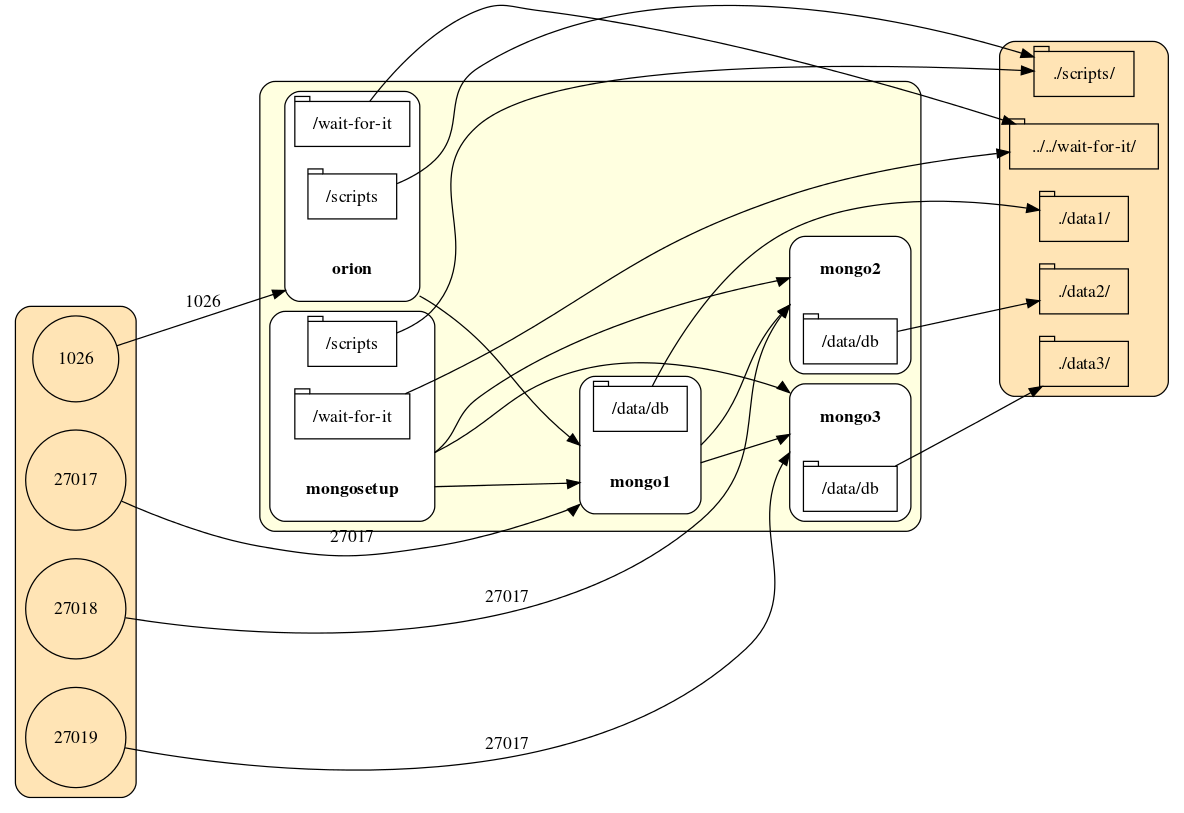 1026
27017
27018
27019
1026
27017
27017
27017
/wait-for-it
/scripts
orion
/scripts
/wait-for-it
mongosetup
/data/db
mongo1
mongo2
/data/db
mongo3
/data/db
./scripts/
../../wait-for-it/
./data1/
./data2/
./data3/